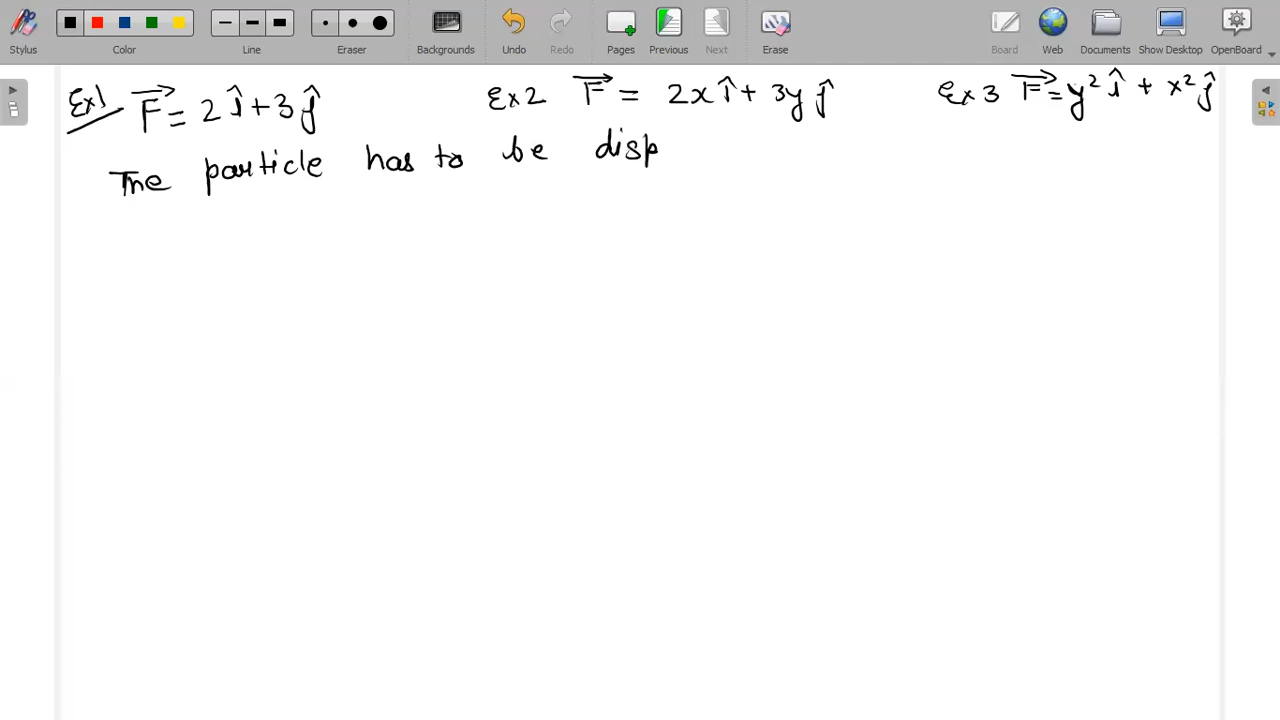 Stylus Color Line Eraser Backgrounds Undo Redo Pages Previous Next Erase Board Web Documents Show Desktop OpenBoard
Ex1 F⃗ = 2î + 3ĵ Ex2 F⃗ = 2xî + 3yĵ Ex3 F⃗ = y²î + x²ĵ
The particle has to be disp